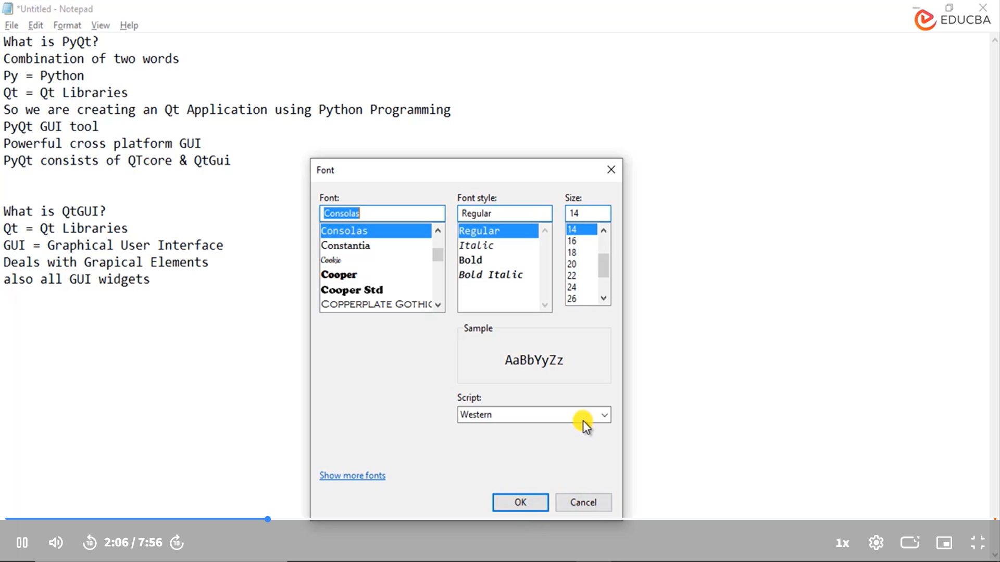 *Untitled - Notepad
File Edit Format View Help
EDUCBA
What is PyQt?
Combination of two words
Py = Python
Qt = Qt Libraries
So we are creating an Qt Application using Python Programming
PyQt GUI tool
Powerful cross platform GUI
PyQt consists of QTcore & QtGui
What is QtGUI?
Qt = Qt Libraries
GUI = Graphical User Interface
Deals with Grapical Elements
also all GUI widgets
Font
Font: Font style: Size:
Consolas Regular 14
Consolas
Constantia
Cookie
Cooper
Cooper Std
COPPERPLATE GOTHIC
Regular
Italic
Bold
Bold Italic
14
16
18
20
22
24
26
Sample
AaBbYyZz
Script:
Western
Show more fonts
OK Cancel
10 2:06 / 7:56 10 1x